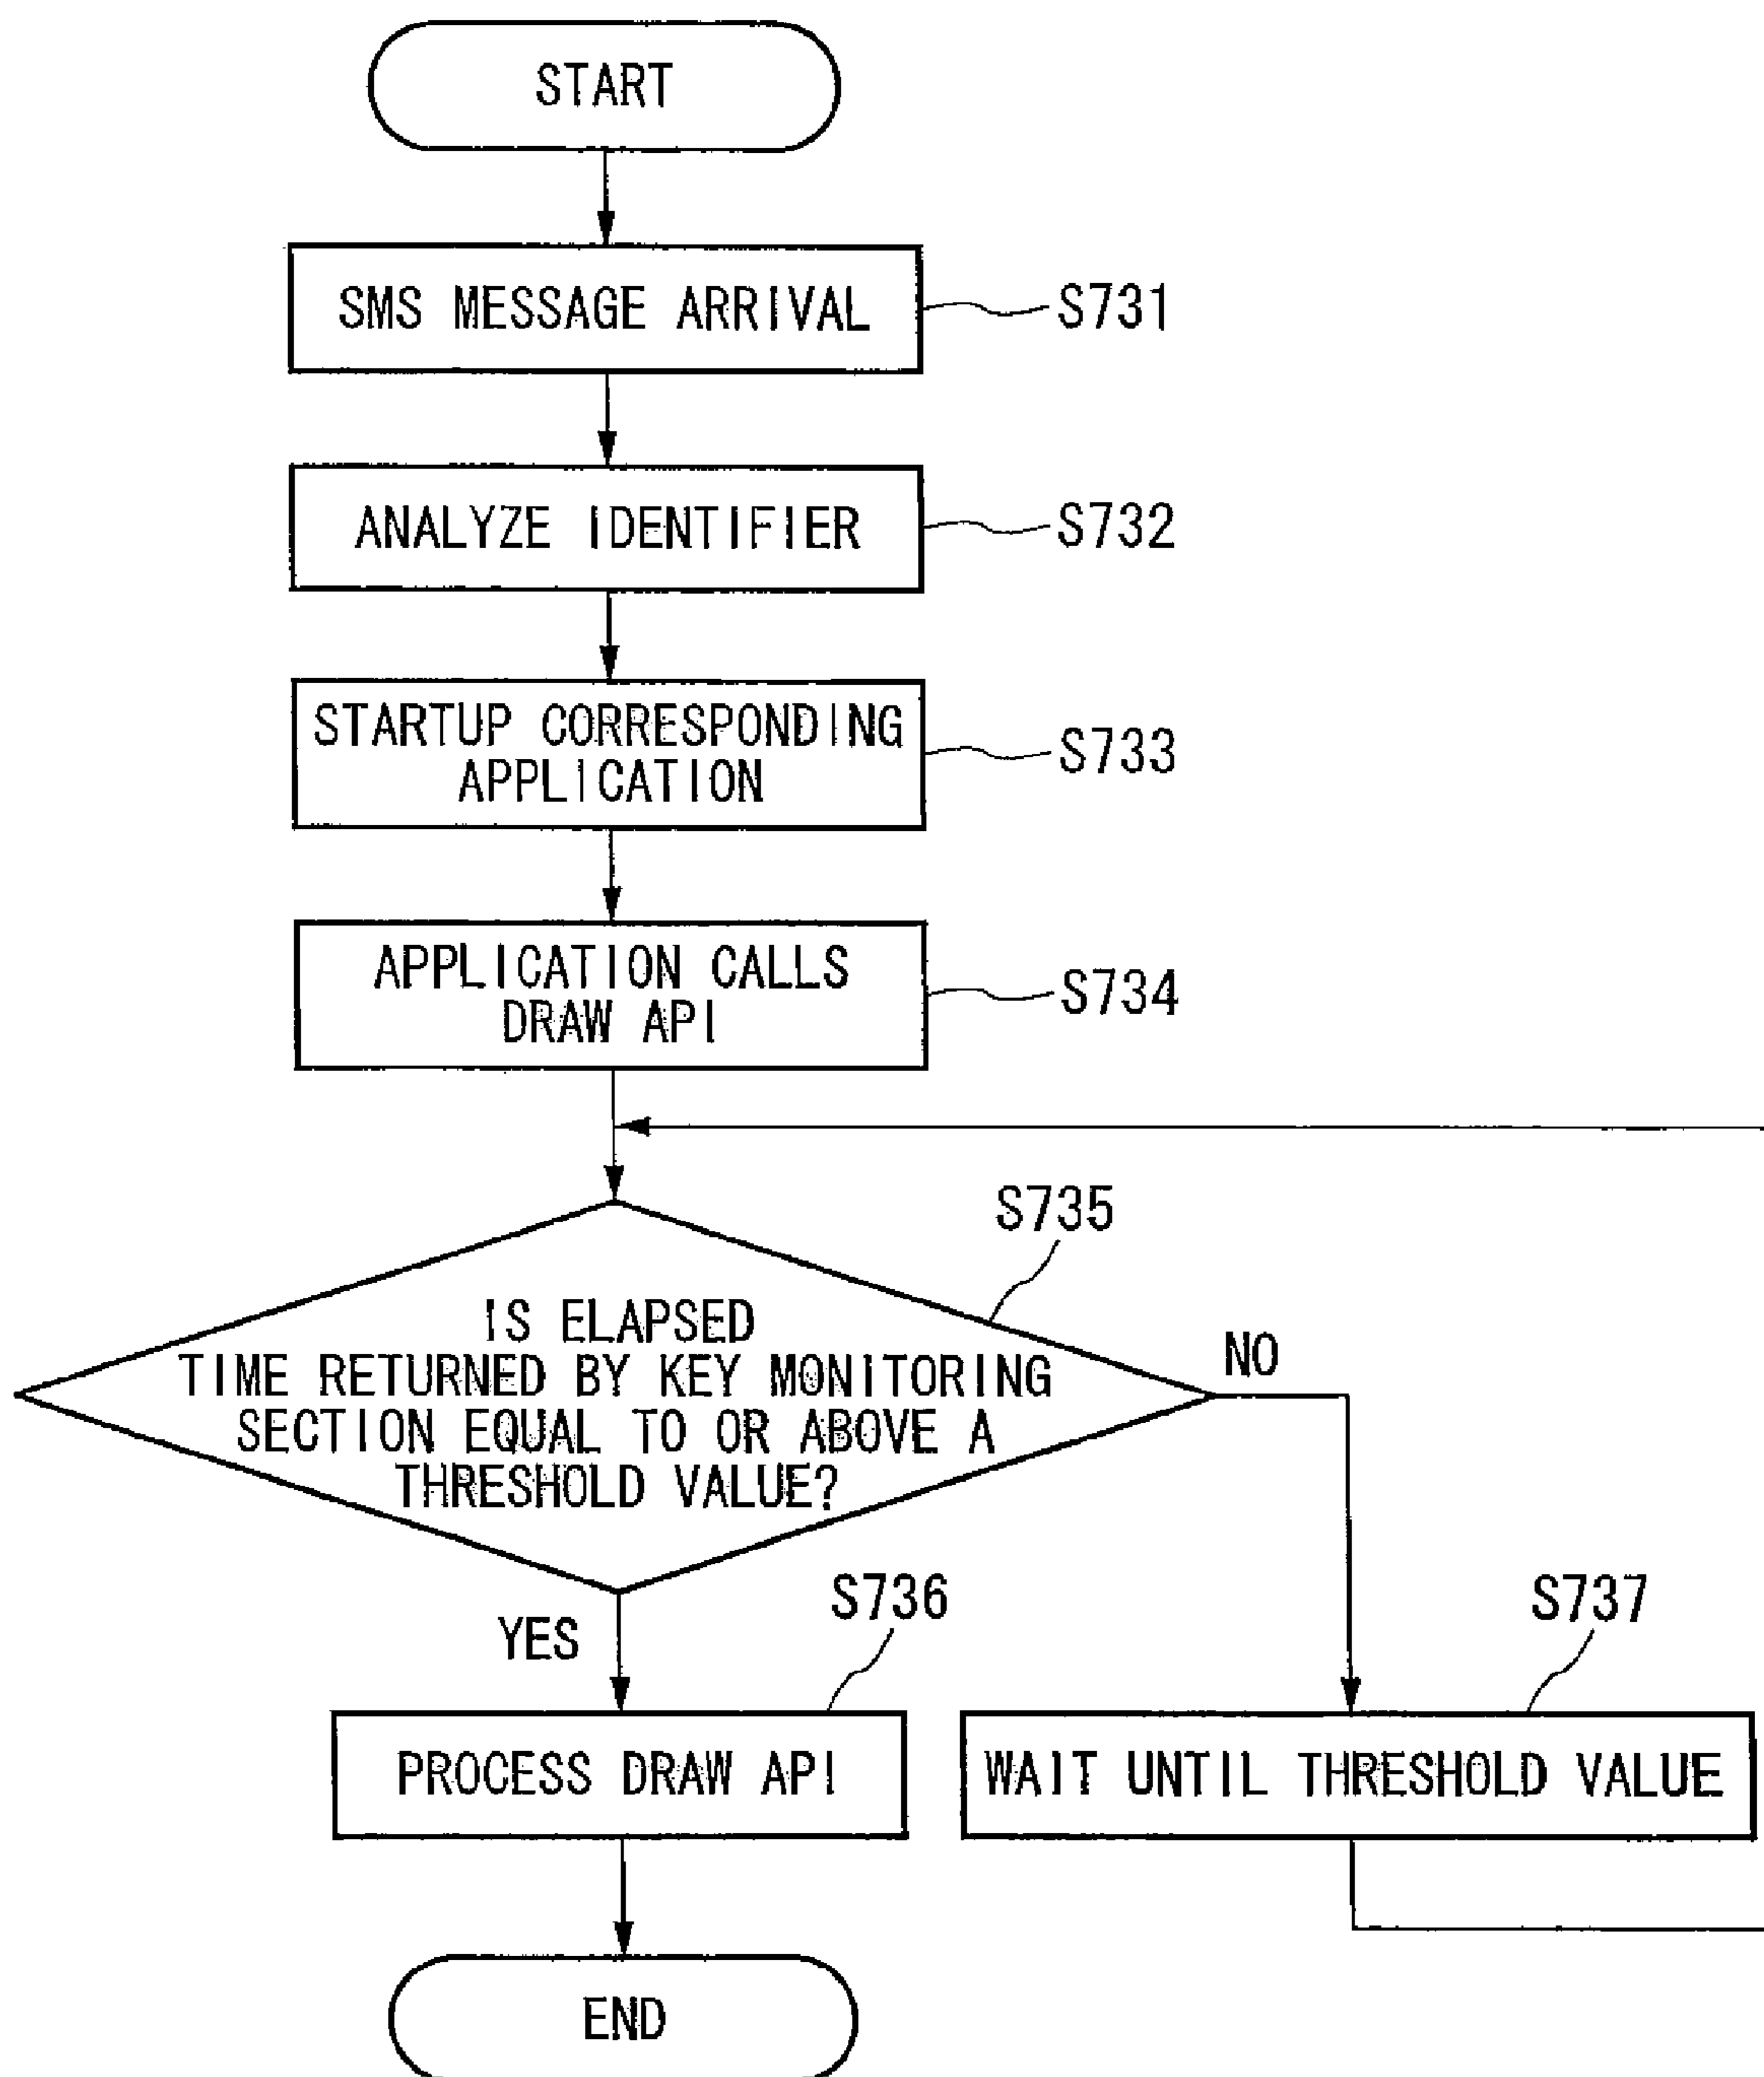 START
SMS MESSAGE ARRIVAL
S731
ANALYZE IDENTIFIER
S732
STARTUP CORRESPONDING
APPLICATION
S733
APPLICATION CALLS
DRAW API
S734
S735
IS ELAPSED
TIME RETURNED BY KEY MONITORING
SECTION EQUAL TO OR ABOVE A
THRESHOLD VALUE?
NO
YES
S736
S737
PROCESS DRAW API
WAIT UNTIL THRESHOLD VALUE
END